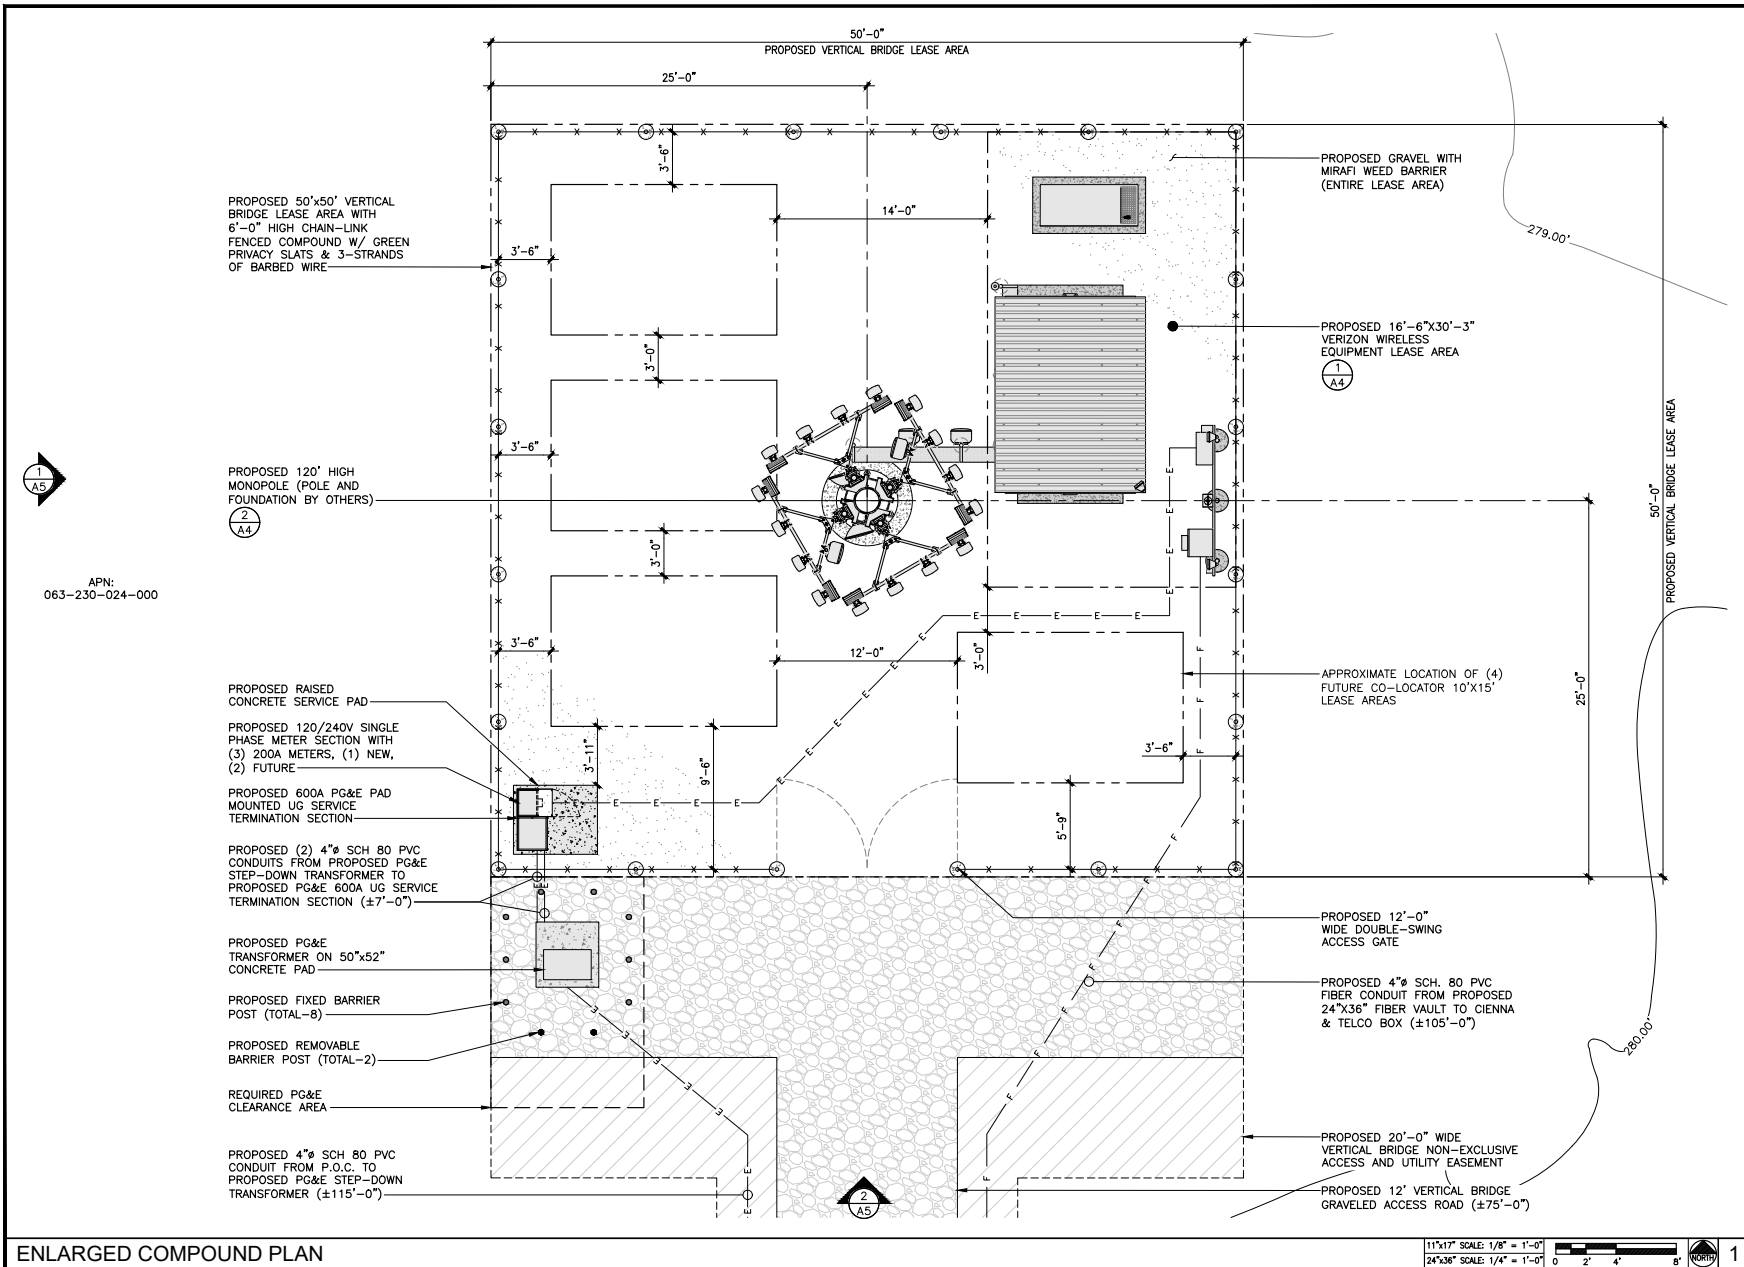 50'-0"
PROPOSED VERTICAL BRIDGE LEASE AREA
25'-0"
3'-6"
14'-0"
3'-6"
3'-0"
3'-6"
3'-0"
3'-6"
12'-0"
3'-0"
3'-11"
9'-6"
3'-6"
5'-9"
25'-0"
50'-0"
PROPOSED VERTICAL BRIDGE LEASE AREA
279.00'
280.00'
PROPOSED 50'x50' VERTICAL
BRIDGE LEASE AREA WITH
6'-0" HIGH CHAIN-LINK
FENCED COMPOUND W/ GREEN
PRIVACY SLATS & 3-STRANDS
OF BARBED WIRE
1
A5
PROPOSED 120' HIGH
MONOPOLE (POLE AND
FOUNDATION BY OTHERS)
2
A4
APN:
063-230-024-000
PROPOSED RAISED
CONCRETE SERVICE PAD
PROPOSED 120/240V SINGLE
PHASE METER SECTION WITH
(3) 200A METERS, (1) NEW,
(2) FUTURE
PROPOSED 600A PG&E PAD
MOUNTED UG SERVICE
TERMINATION SECTION
PROPOSED (2) 4"ø SCH 80 PVC
CONDUITS FROM PROPOSED PG&E
STEP-DOWN TRANSFORMER TO
PROPOSED PG&E 600A UG SERVICE
TERMINATION SECTION (±7'-0")
PROPOSED PG&E
TRANSFORMER ON 50"x52"
CONCRETE PAD
PROPOSED FIXED BARRIER
POST (TOTAL-8)
PROPOSED REMOVABLE
BARRIER POST (TOTAL-2)
REQUIRED PG&E
CLEARANCE AREA
PROPOSED 4"ø SCH 80 PVC
CONDUIT FROM P.O.C. TO
PROPOSED PG&E STEP-DOWN
TRANSFORMER (±115'-0")
PROPOSED GRAVEL WITH
MIRAFI WEED BARRIER
(ENTIRE LEASE AREA)
PROPOSED 16'-6"X30'-3"
VERIZON WIRELESS
EQUIPMENT LEASE AREA
1
A4
APPROXIMATE LOCATION OF (4)
FUTURE CO-LOCATOR 10'X15'
LEASE AREAS
PROPOSED 12'-0"
WIDE DOUBLE-SWING
ACCESS GATE
PROPOSED 4"ø SCH. 80 PVC
FIBER CONDUIT FROM PROPOSED
24"X36" FIBER VAULT TO CIENNA
& TELCO BOX (±105'-0")
PROPOSED 20'-0" WIDE
VERTICAL BRIDGE NON-EXCLUSIVE
ACCESS AND UTILITY EASEMENT
PROPOSED 12' VERTICAL BRIDGE
GRAVELED ACCESS ROAD (±75'-0")
2
A5
ENLARGED COMPOUND PLAN
11"x17" SCALE: 1/8" = 1'-0"
24"x36" SCALE: 1/4" = 1'-0"
0 2' 4' 8'
NORTH
1